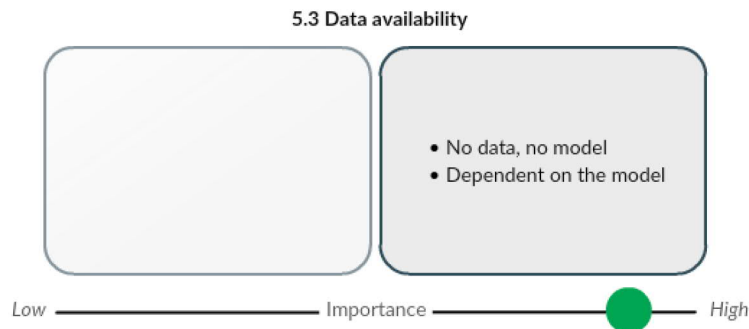 5.3 Data availability
• No data, no model
• Dependent on the model
Low Importance High